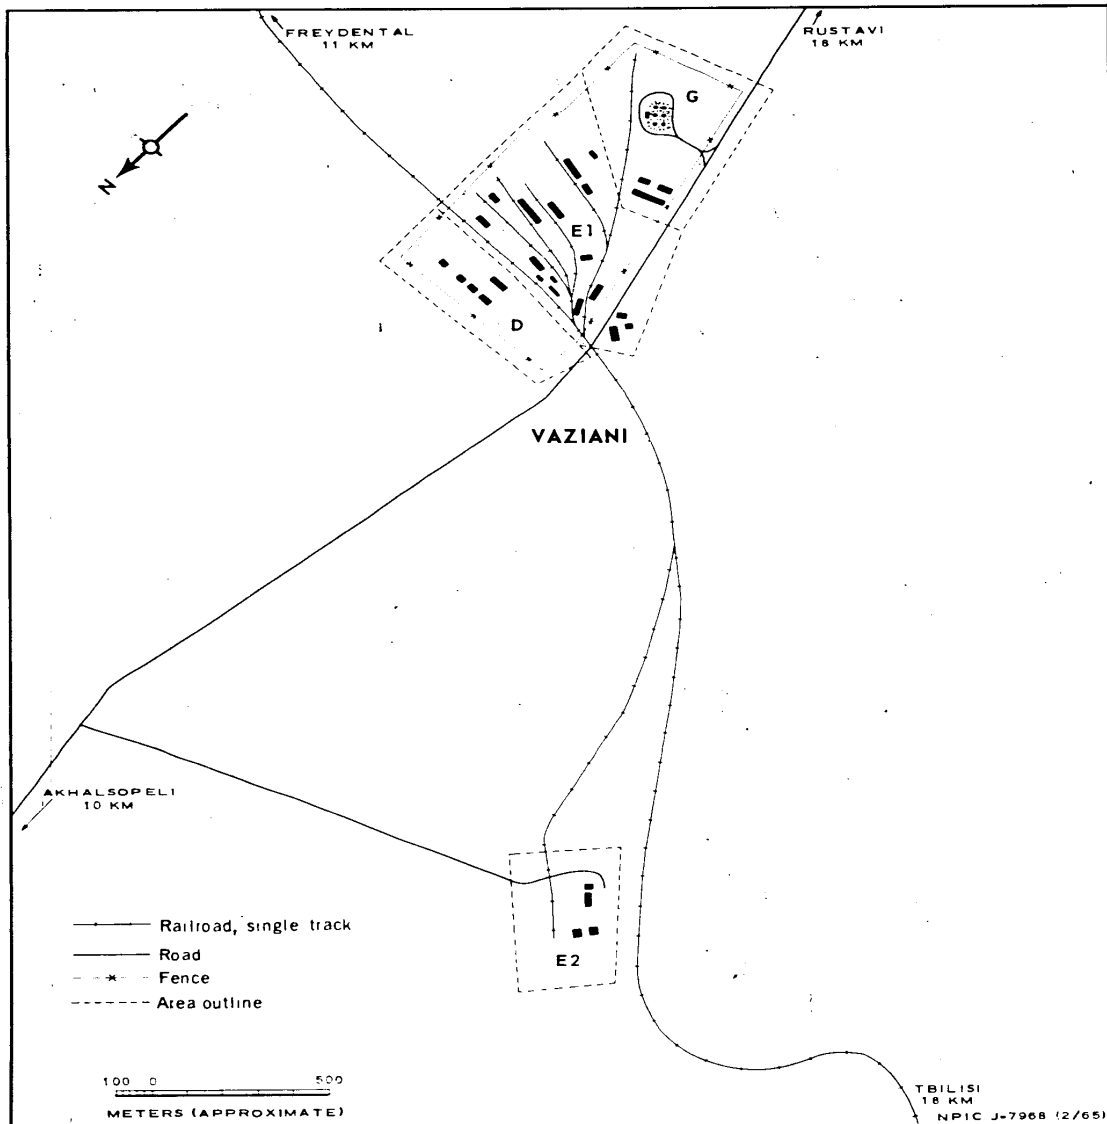 FREYDENTAL
11 KM
RUSTAVI
18 KM
G
N
E1
D
VAZIANI
AKHALSOPELI
10 KM
Railroad, single track
Road
Fence
E2
Area outline
100 0 500
METERS (APPROXIMATE)
TBILISI
18 KM
NPIC J-7968 (2/65)